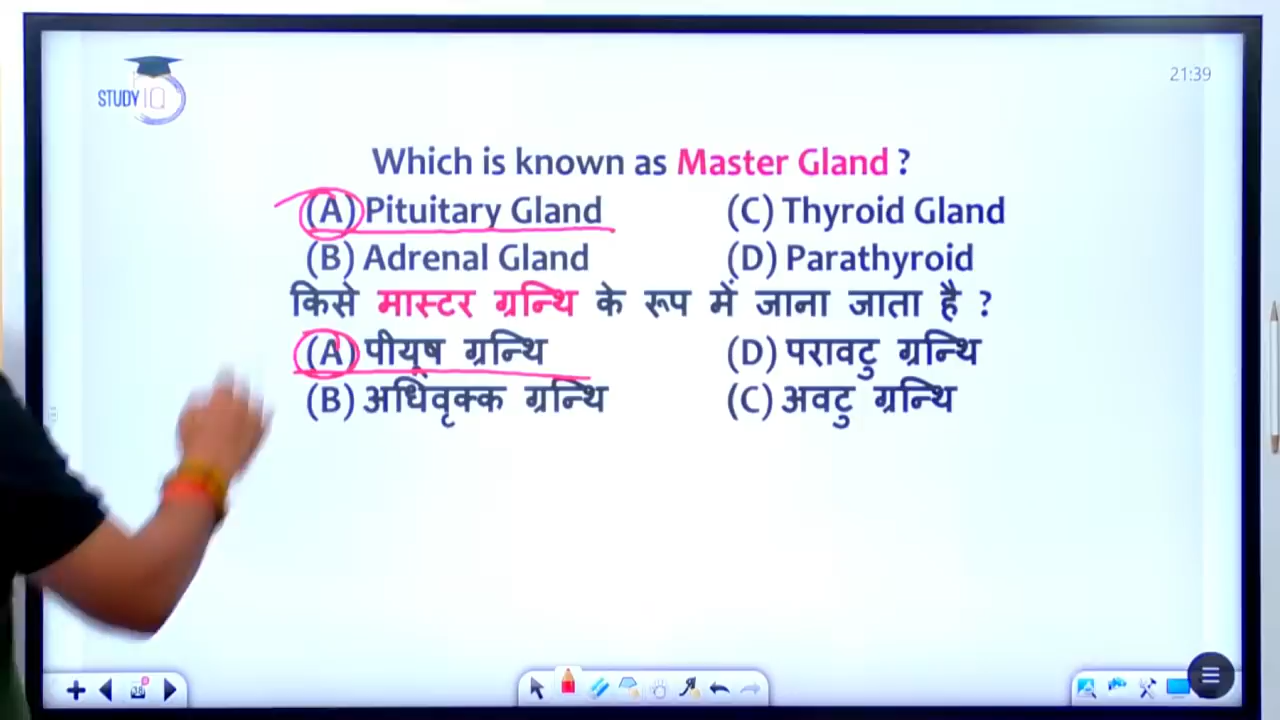 STUDY IQ
21:39
Which is known as Master Gland ?
(A) Pituitary Gland (C) Thyroid Gland
(B) Adrenal Gland (D) Parathyroid
किसे मास्टर ग्रन्थि के रूप में जाना जाता है ?
(A) पीयूष ग्रन्थि (D) परावटु ग्रन्थि
(B) अधिवृक्क ग्रन्थि (C) अवटु ग्रन्थि